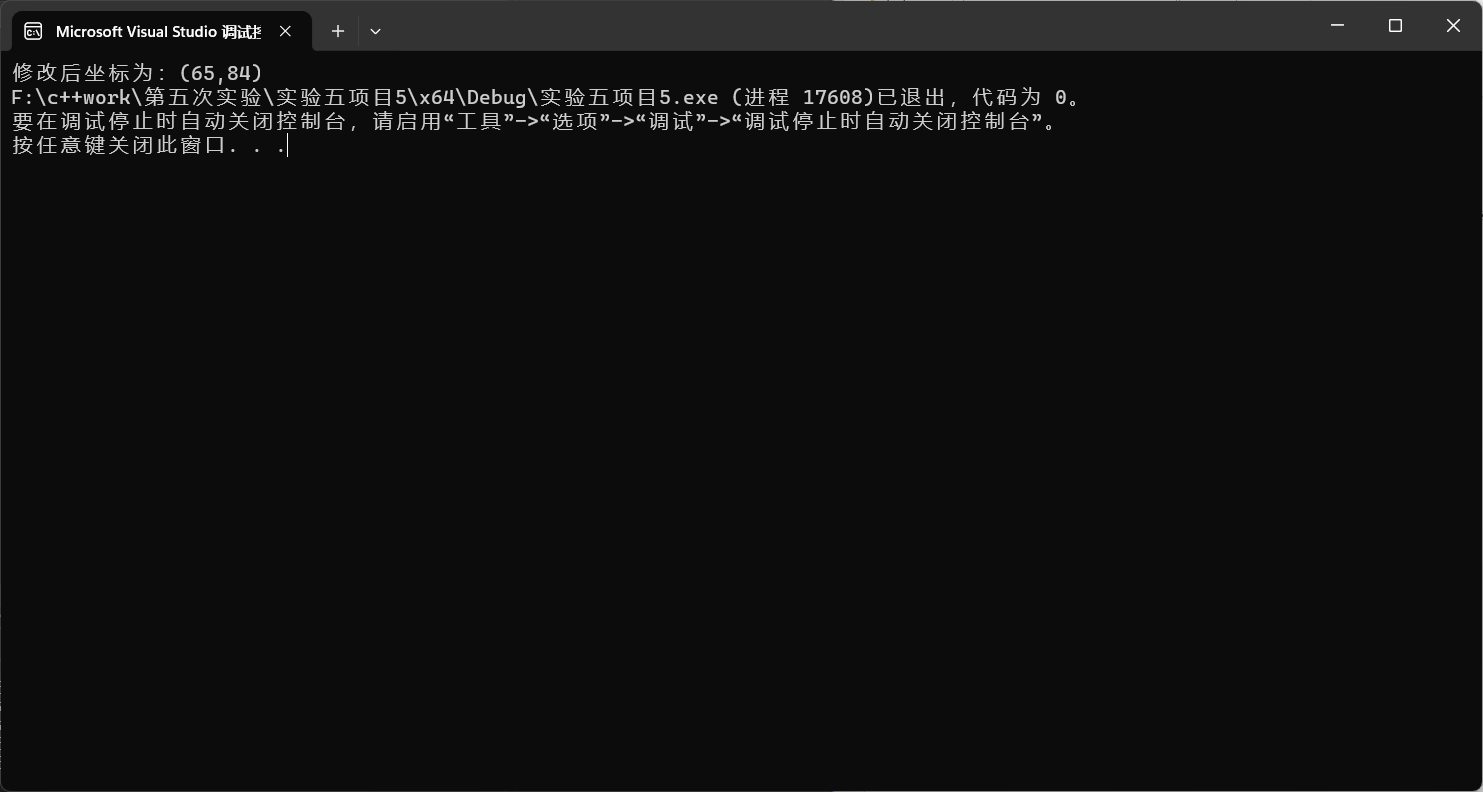 Microsoft Visual Studio 调试
修改后坐标为：(65,84)
F:\c++work\第五次实验\实验五项目5\x64\Debug\实验五项目5.exe (进程 17608)已退出，代码为 0。
要在调试停止时自动关闭控制台，请启用“工具”->“选项”->“调试”->“调试停止时自动关闭控制台”。
按任意键关闭此窗口. . .